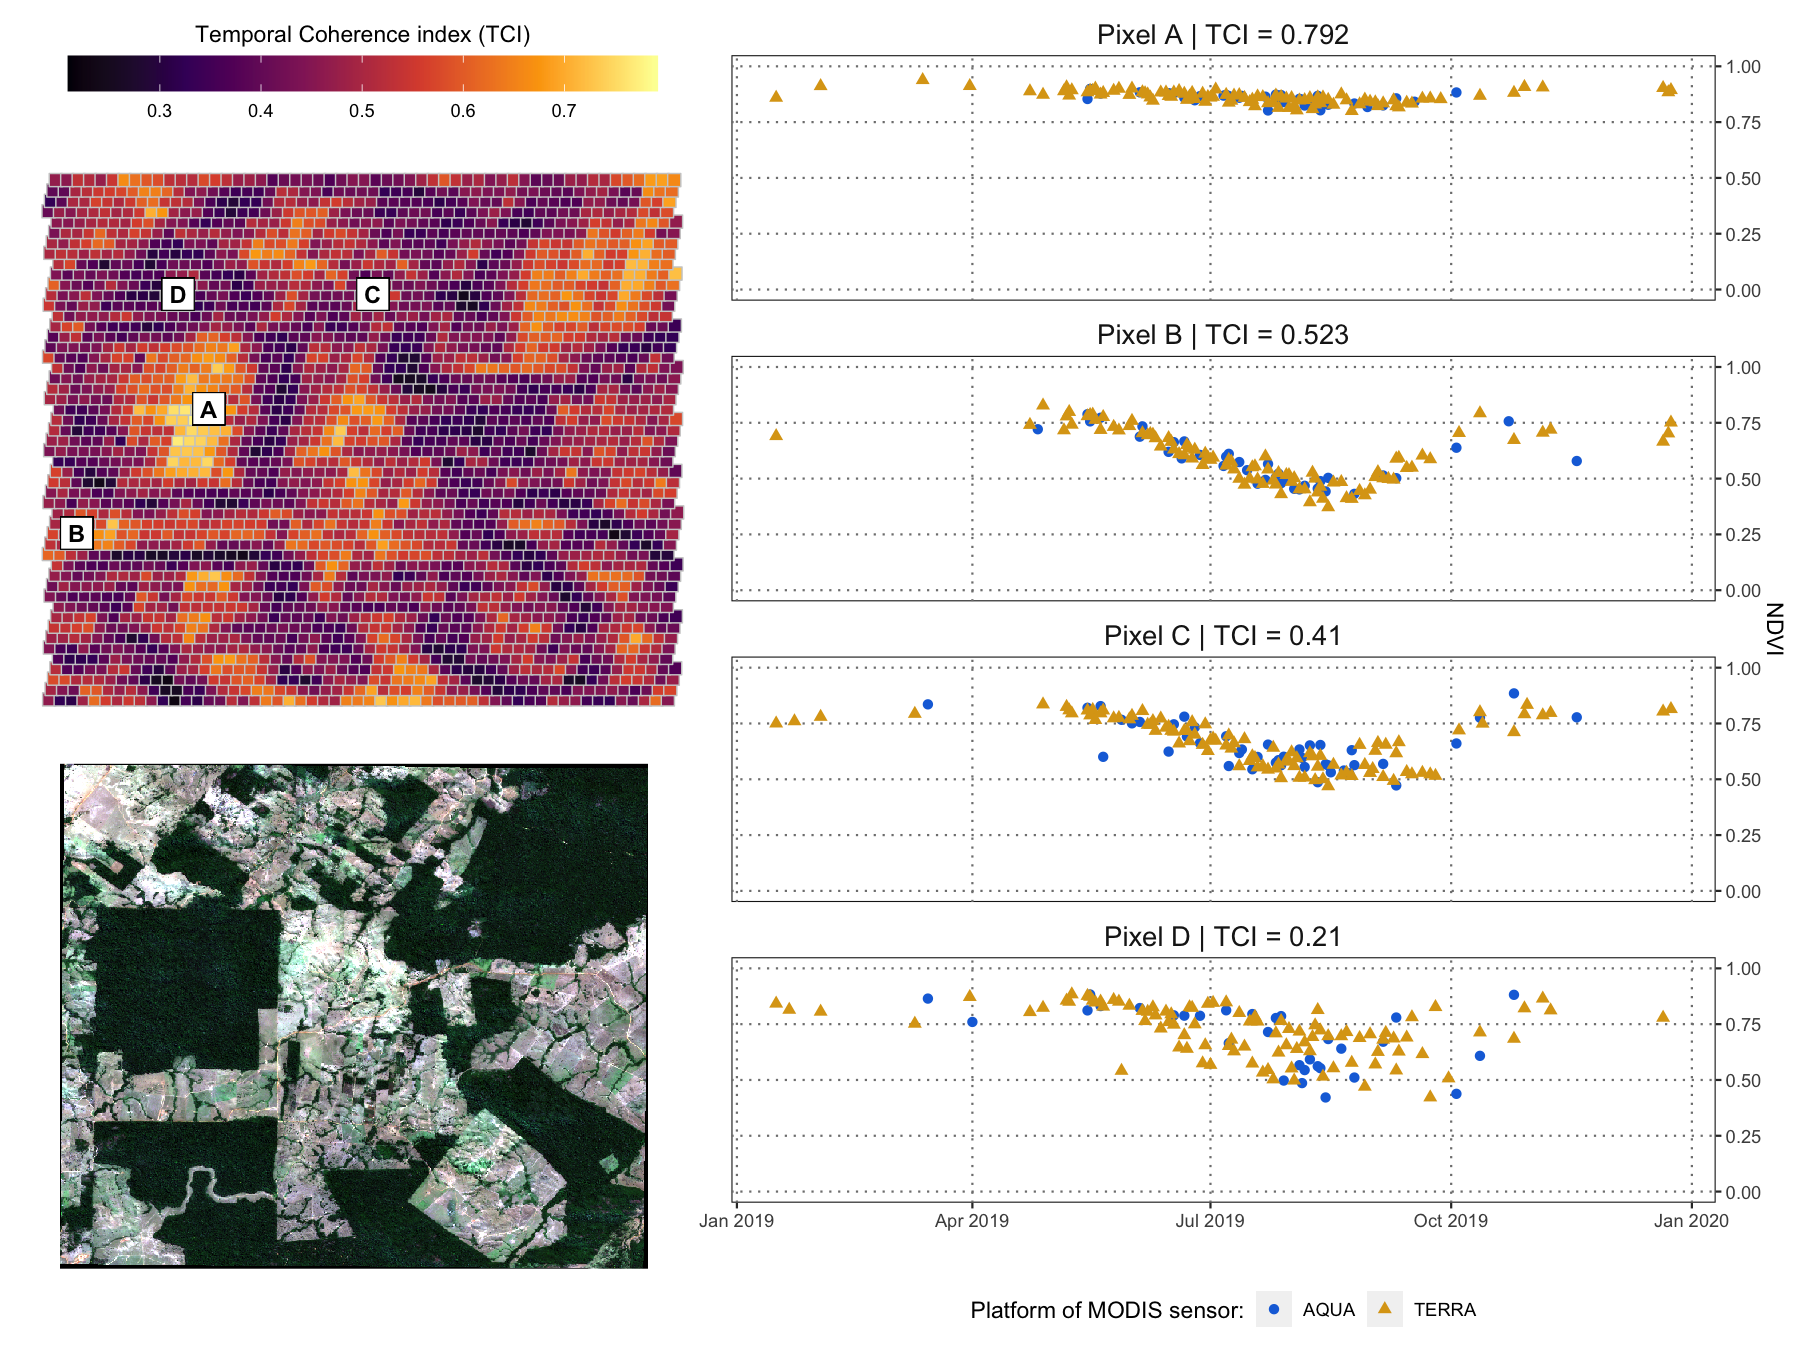 Temporal Coherence index (TCI)
0.3 0.4 0.5 0.6 0.7
D
C
A
B
Pixel A | TCI = 0.792
1.00
0.75
0.50
0.25
0.00
Pixel B | TCI = 0.523
1.00
0.75
0.50
0.25
0.00
Pixel C | TCI = 0.41
1.00
0.75
0.50
0.25
0.00
Pixel D | TCI = 0.21
1.00
0.75
0.50
0.25
0.00
NDVI
Jan 2019 Apr 2019 Jul 2019 Oct 2019 Jan 2020
Platform of MODIS sensor: AQUA TERRA